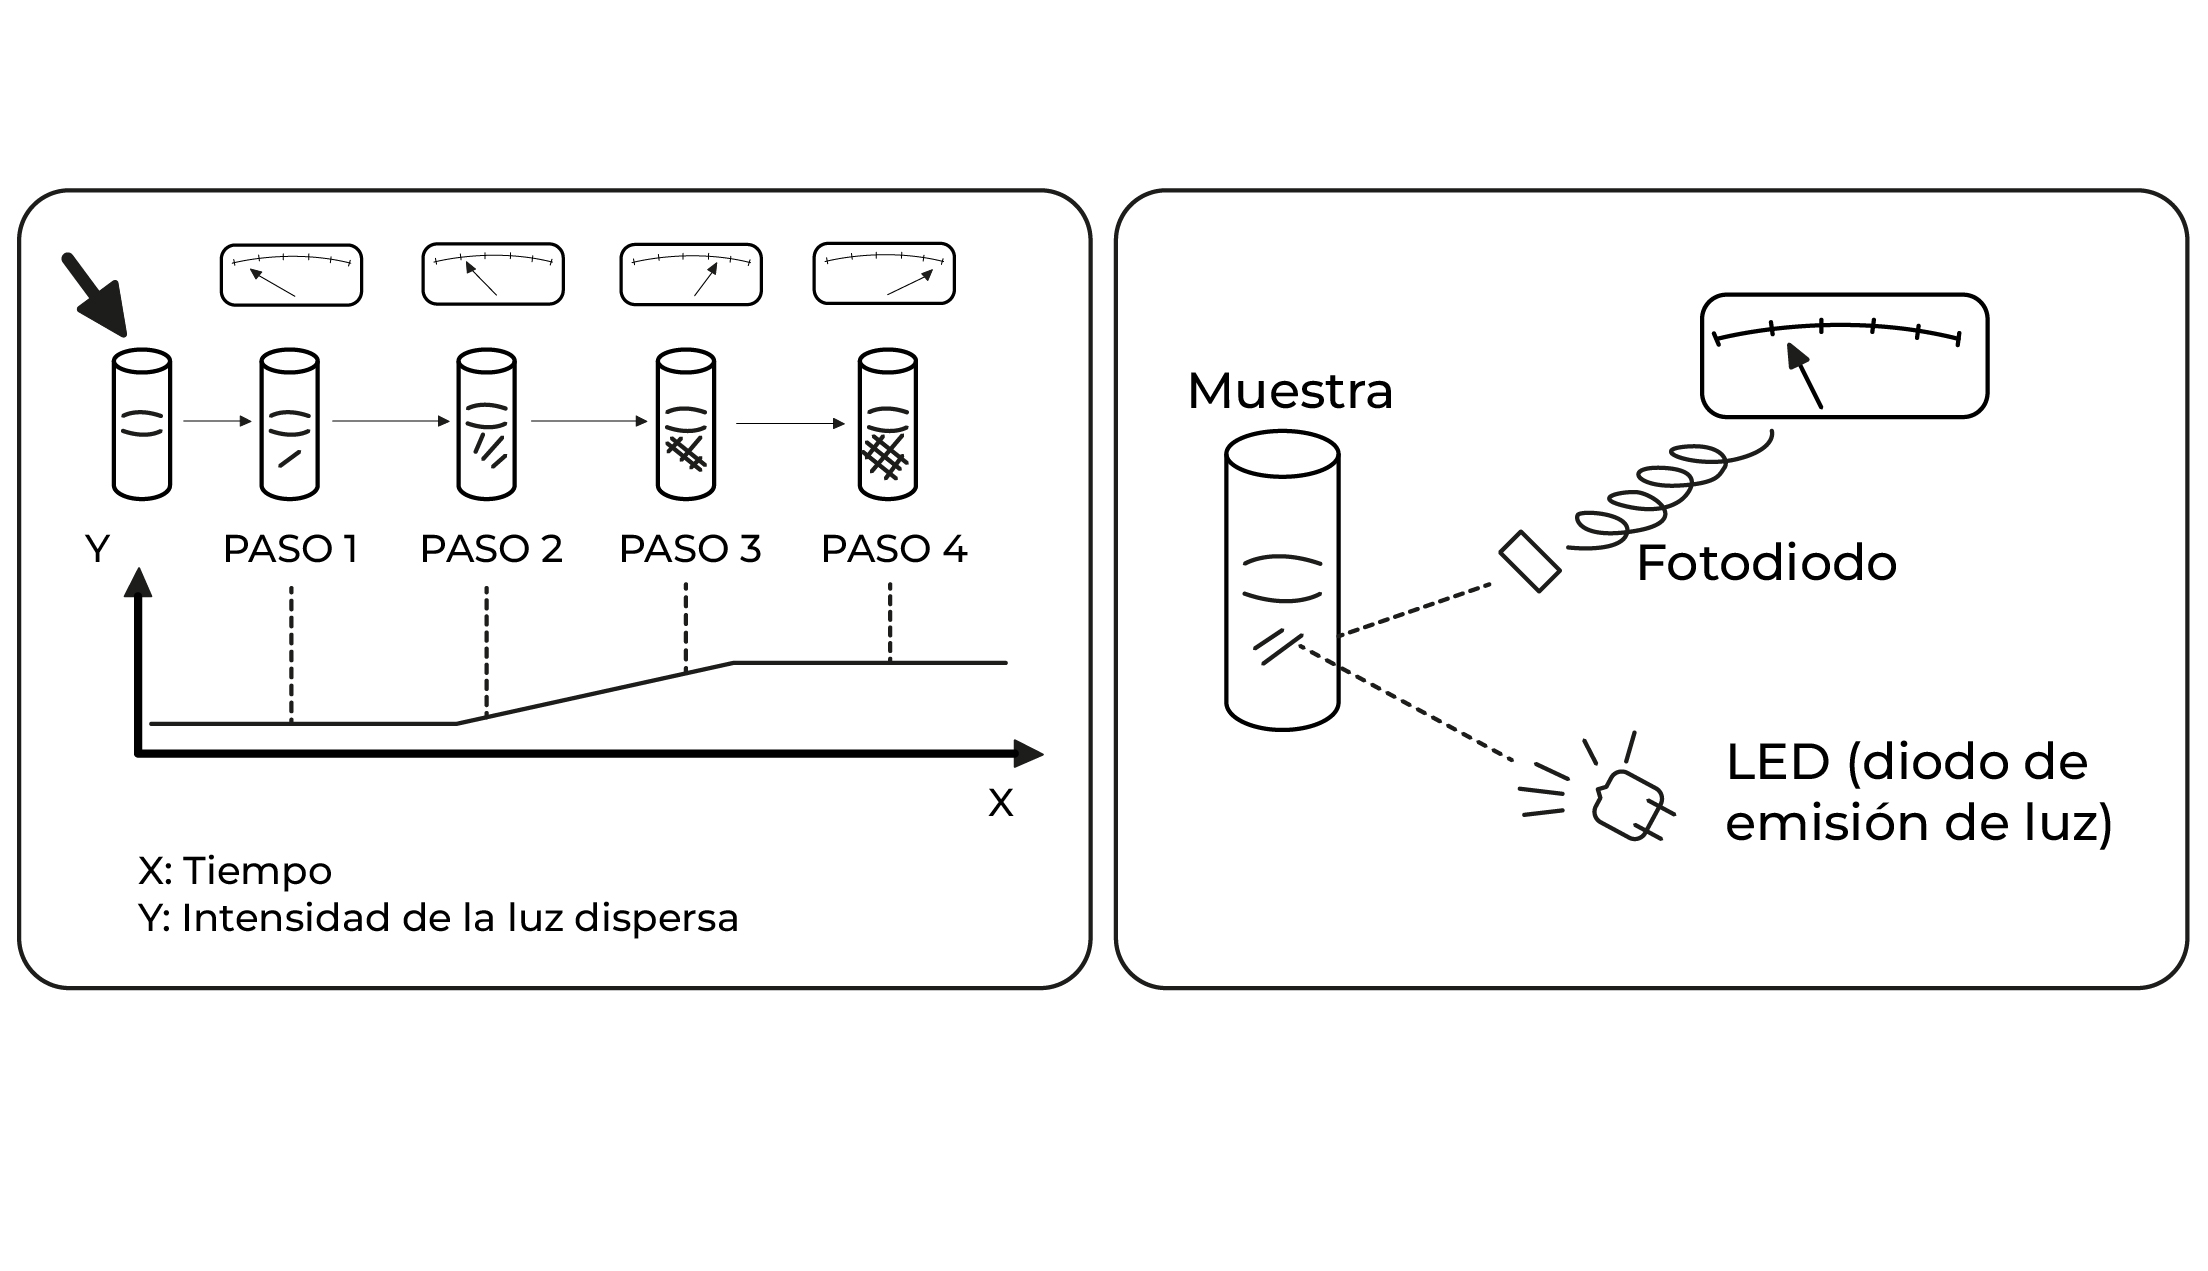 Y
PASO 1
PASO 2
PASO 3
PASO 4
X
X: Tiempo
Y: Intensidad de la luz dispersa
Muestra
Fotodiodo
LED (diodo de
emisión de luz)